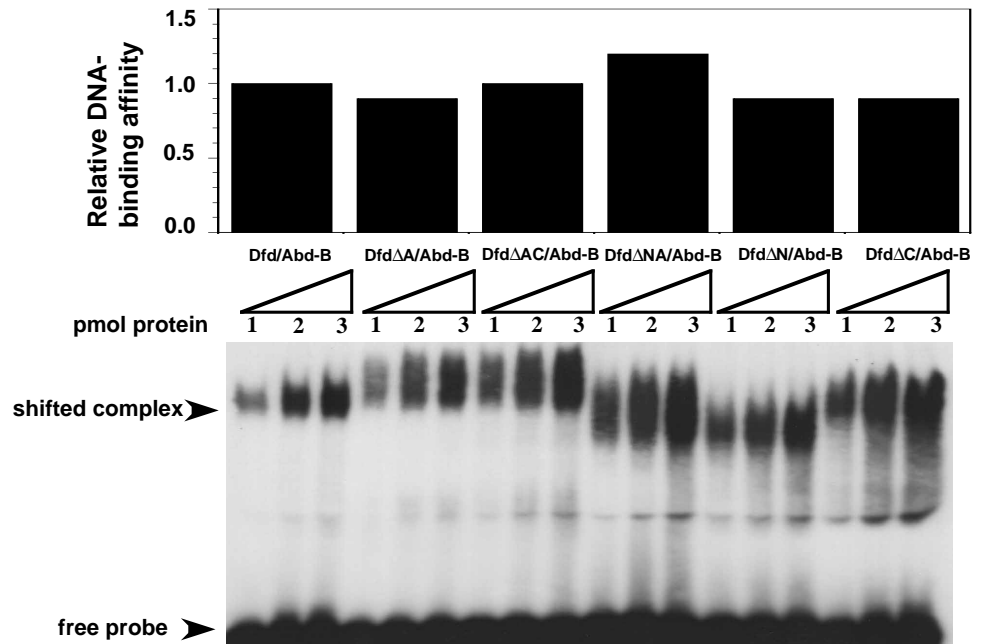 Relative DNA-
binding affinity
1.5
1.0
0.5
0.0
Dfd/Abd-B DfdΔA/Abd-B DfdΔAC/Abd-B DfdΔNA/Abd-B DfdΔN/Abd-B DfdΔC/Abd-B
pmol protein 1 2 3 1 2 3 1 2 3 1 2 3 1 2 3 1 2 3
shifted complex
free probe